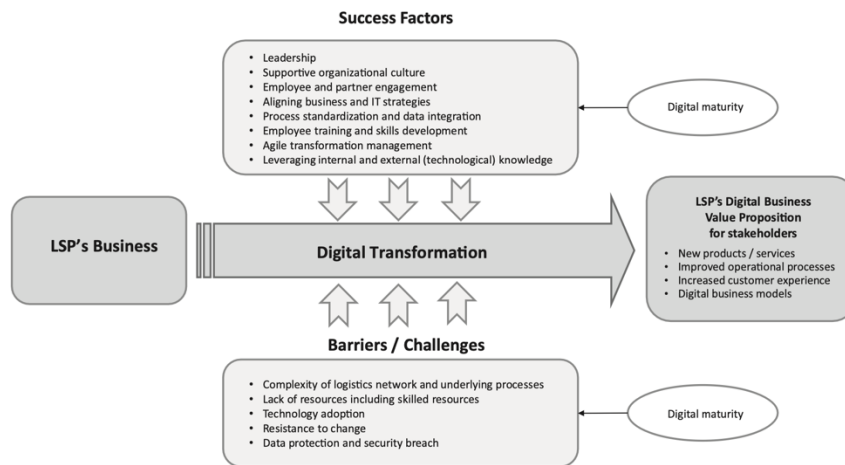 Success Factors
• Leadership
• Supportive organizational culture
• Employee and partner engagement
• Aligning business and IT strategies
• Process standardization and data integration
• Employee training and skills development
• Agile transformation management
• Leveraging internal and external (technological) knowledge
Digital maturity
LSP's Business
Digital Transformation
LSP's Digital Business
Value Proposition
for stakeholders
• New products / services
• Improved operational processes
• Increased customer experience
• Digital business models
Barriers / Challenges
• Complexity of logistics network and underlying processes
• Lack of resources including skilled resources
• Technology adoption
• Resistance to change
• Data protection and security breach
Digital maturity